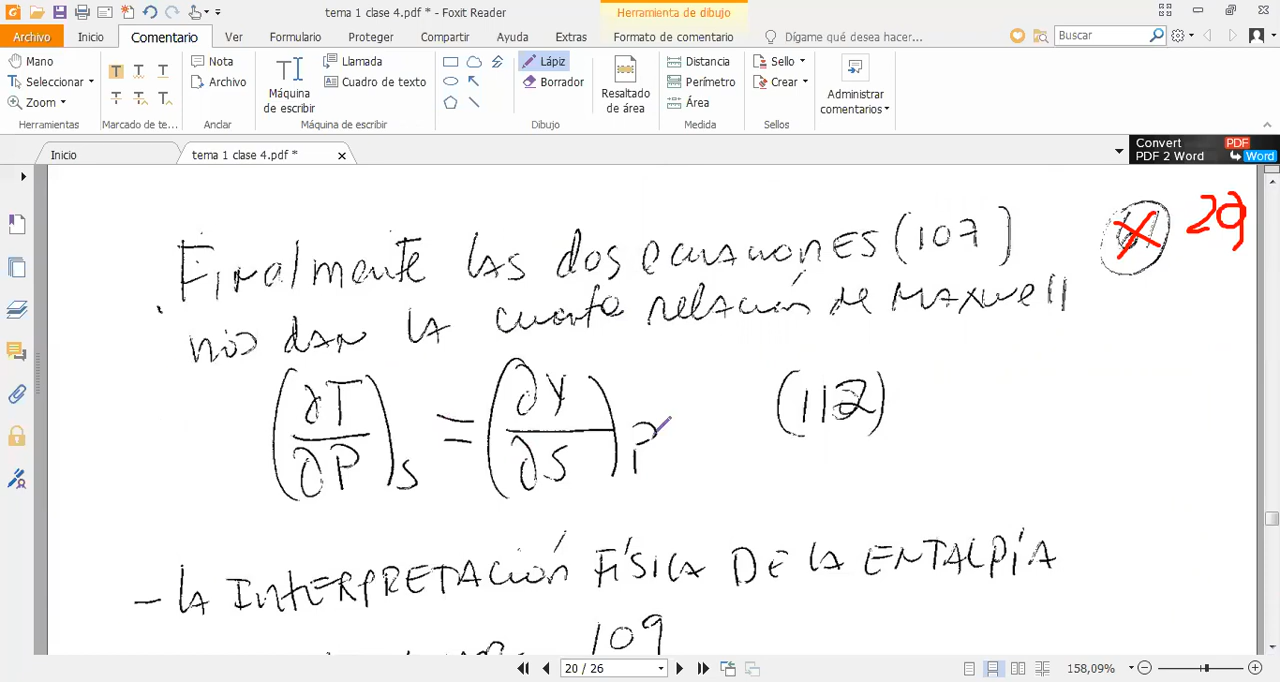 tema 1 clase 4.pdf * - Foxit Reader
Herramienta de dibujo
Archivo Inicio Comentario Ver Formulario Proteger Compartir Ayuda Extras Formato de comentario Dígame qué desea hacer... Buscar
Mano
Seleccionar
Zoom
Herramientas
T T T
T T T
Marcado de te...
Nota
Archivo
Anclar
Máquina
de escribir
Llamada
Cuadro de texto
Máquina de escribir
Lápiz
Borrador
Dibujo
Resaltado
de área
Distancia
Perímetro
Área
Medida
Sello
Crear
Sellos
Administrar
comentarios
Inicio
tema 1 clase 4.pdf *
Convert PDF
PDF 2 Word Word
29
Finalmente las dos ecuaciones (107)
nos dan la cuarta relación de Maxwell
(∂T/∂P)s = (∂V/∂S)P (112)
- LA INTERPRETACIÓN FÍSICA DE LA ENTALPÍA
109
20 / 26
158,09%